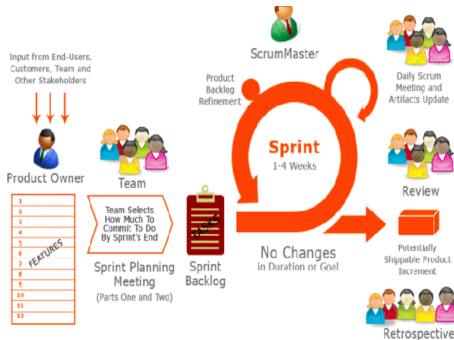 Input from End-Users,
Customers, Team and
Other Stakeholders
Product Owner
1
2
3
4
5
6
7
8
9
10
11
12
FEATURES
Team
Team Selects
How Much To
Commit To Do
By Sprint's End
Sprint Planning
Meeting
(Parts One and Two)
Sprint
Backlog
ScrumMaster
Product
Backlog
Refinement
Sprint
1-4 Weeks
No Changes
in Duration or Goal
Daily Scrum
Meeting and
Artifacts Update
Review
Potentially
Shippable Product
Increment
Retrospective